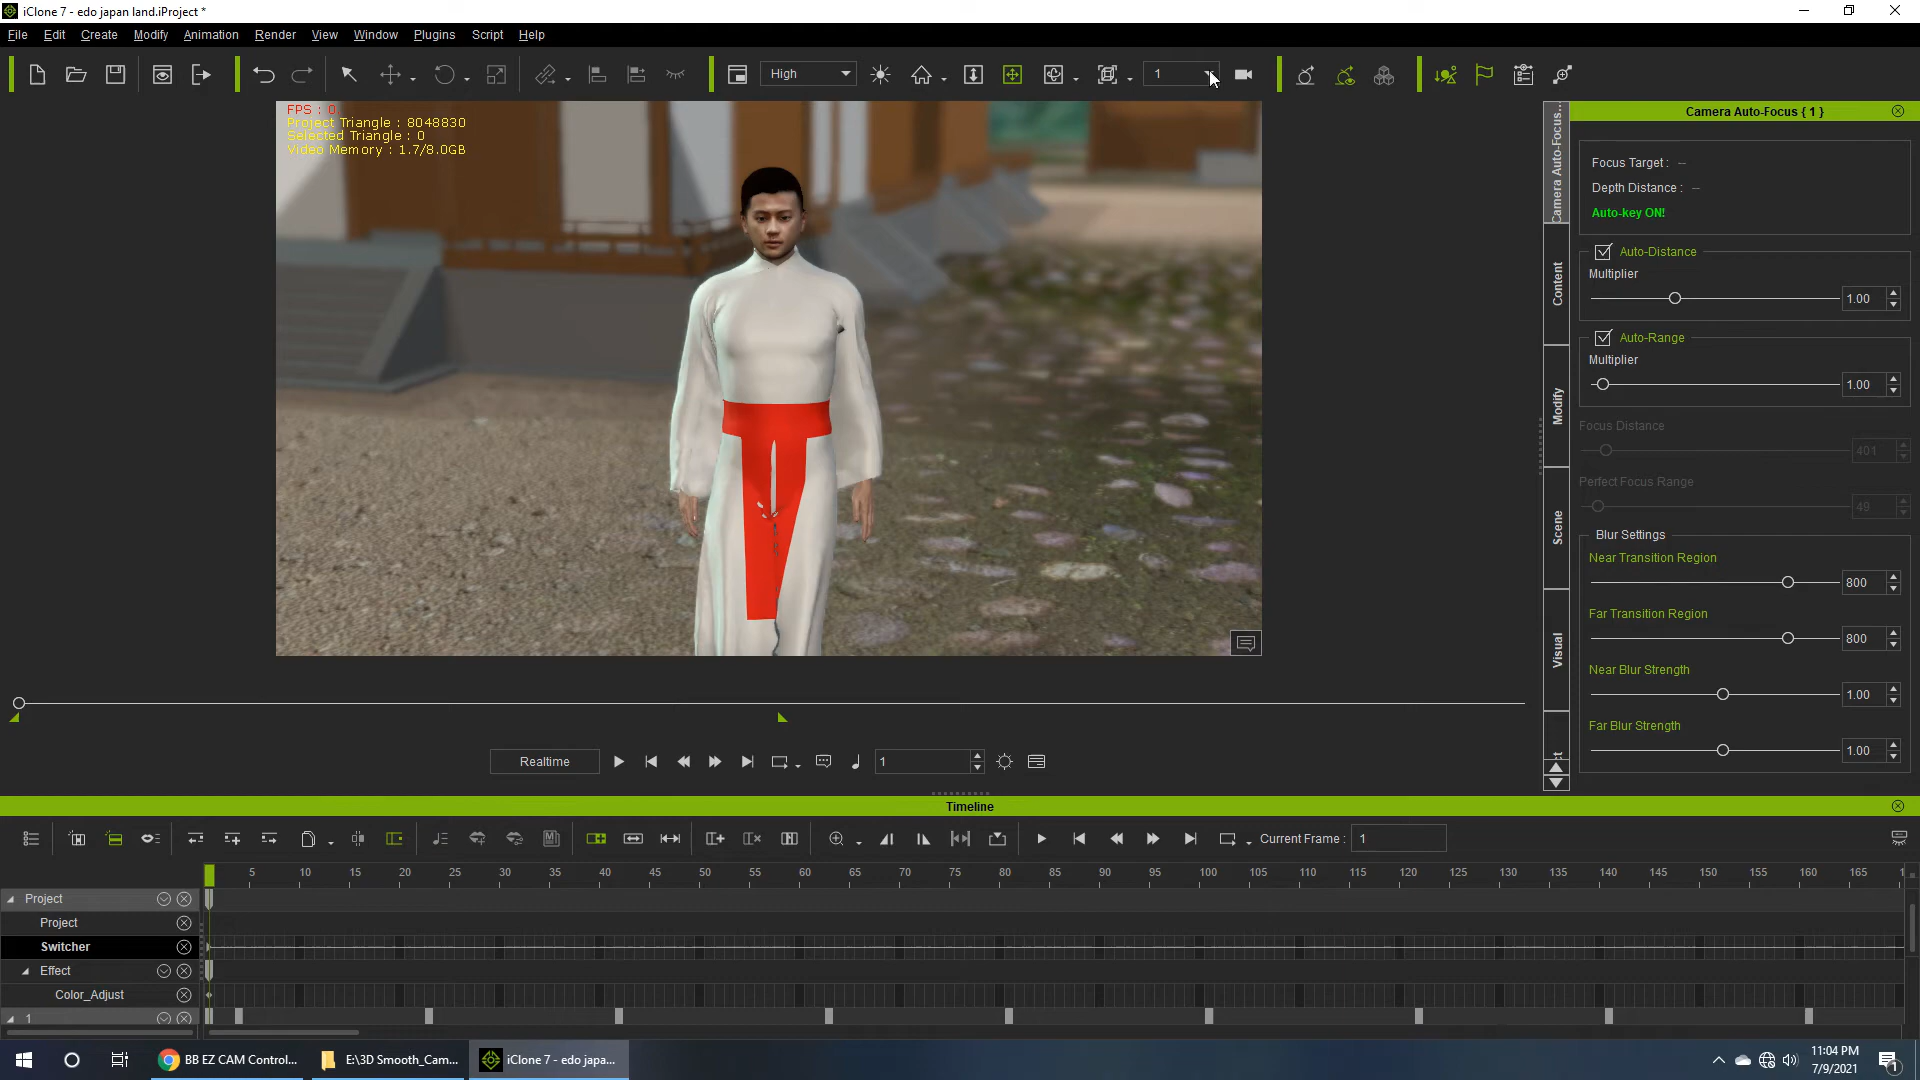 iClone 7 - edo japan land.iProject *
File Edit Create Modify Animation Render View Window Plugins Script Help
High
1
FPS : 0
Project Triangle : 8048830
Selected Triangle : 0
Video Memory : 1.7/8.0GB
Camera Auto-Focus...
Content
Modify
Scene
Visual
Camera Auto-Focus { 1 }
Focus Target : --
Depth Distance : --
Auto-key ON!
Auto-Distance
Multiplier
1.00
Auto-Range
Multiplier
1.00
Focus Distance
401
Perfect Focus Range
49
Blur Settings
Near Transition Region
800
Far Transition Region
800
Near Blur Strength
1.00
Far Blur Strength
1.00
Realtime
1
Timeline
Current Frame : 1
5 10 15 20 25 30 35 40 45 50 55 60 65 70 75 80 85 90 95 100 105 110 115 120 125 130 135 140 145 150 155 160 165
Project
Project
Switcher
Effect
Color_Adjust
1
BB EZ CAM Control...
E:\3D Smooth_Cam...
iClone 7 - edo japa...
11:04 PM
7/9/2021
1